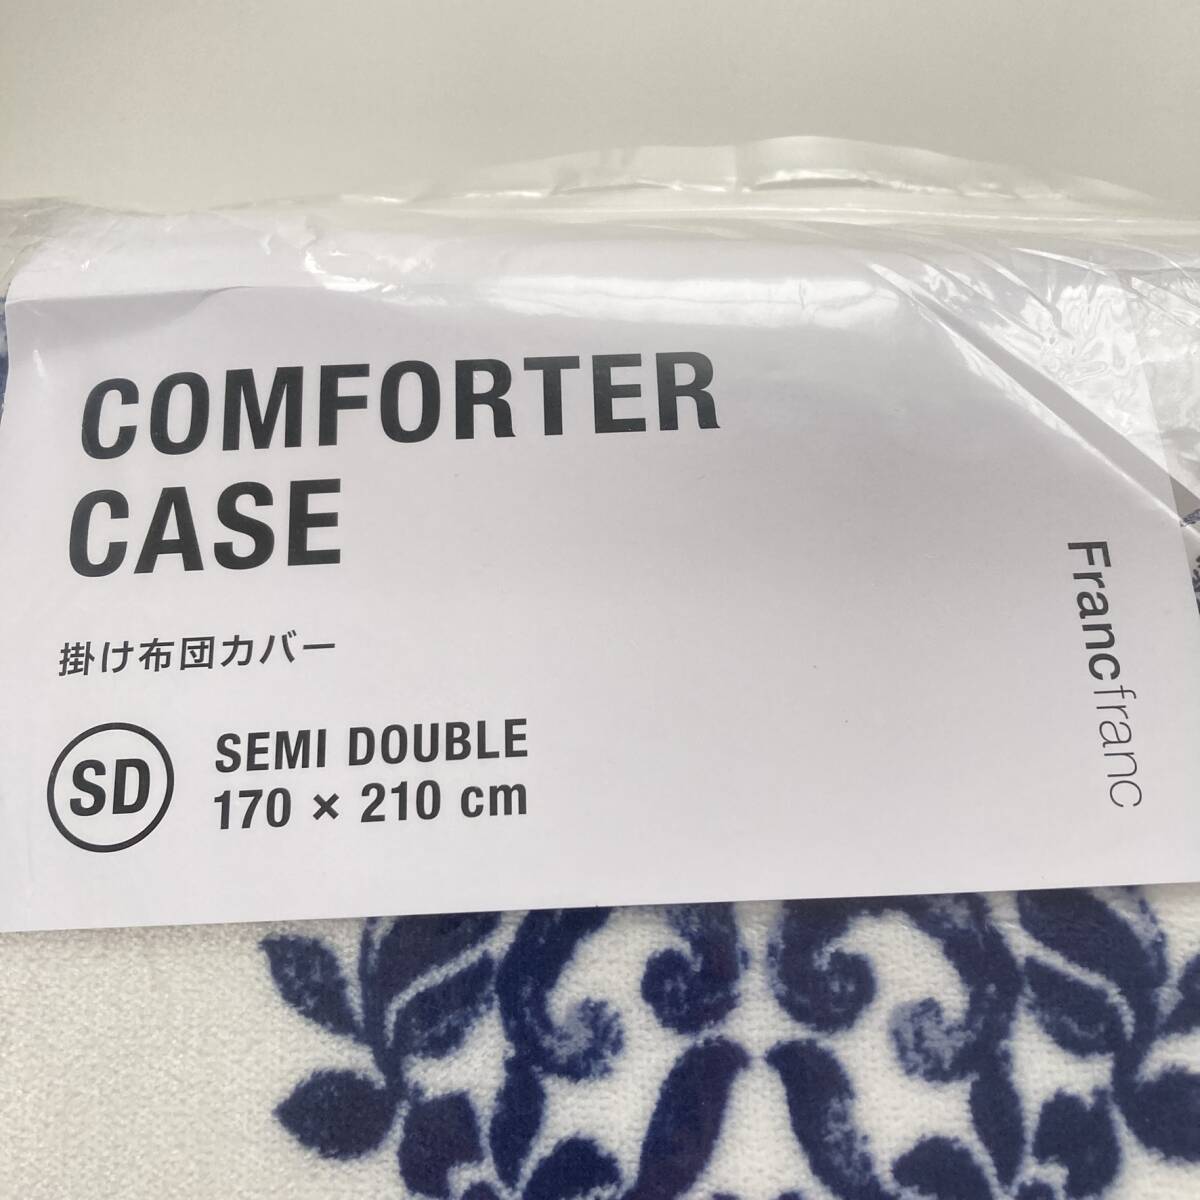 COMFORTER
CASE
掛け布団カバー
SD
SEMI DOUBLE
170 × 210 cm
Francfranc